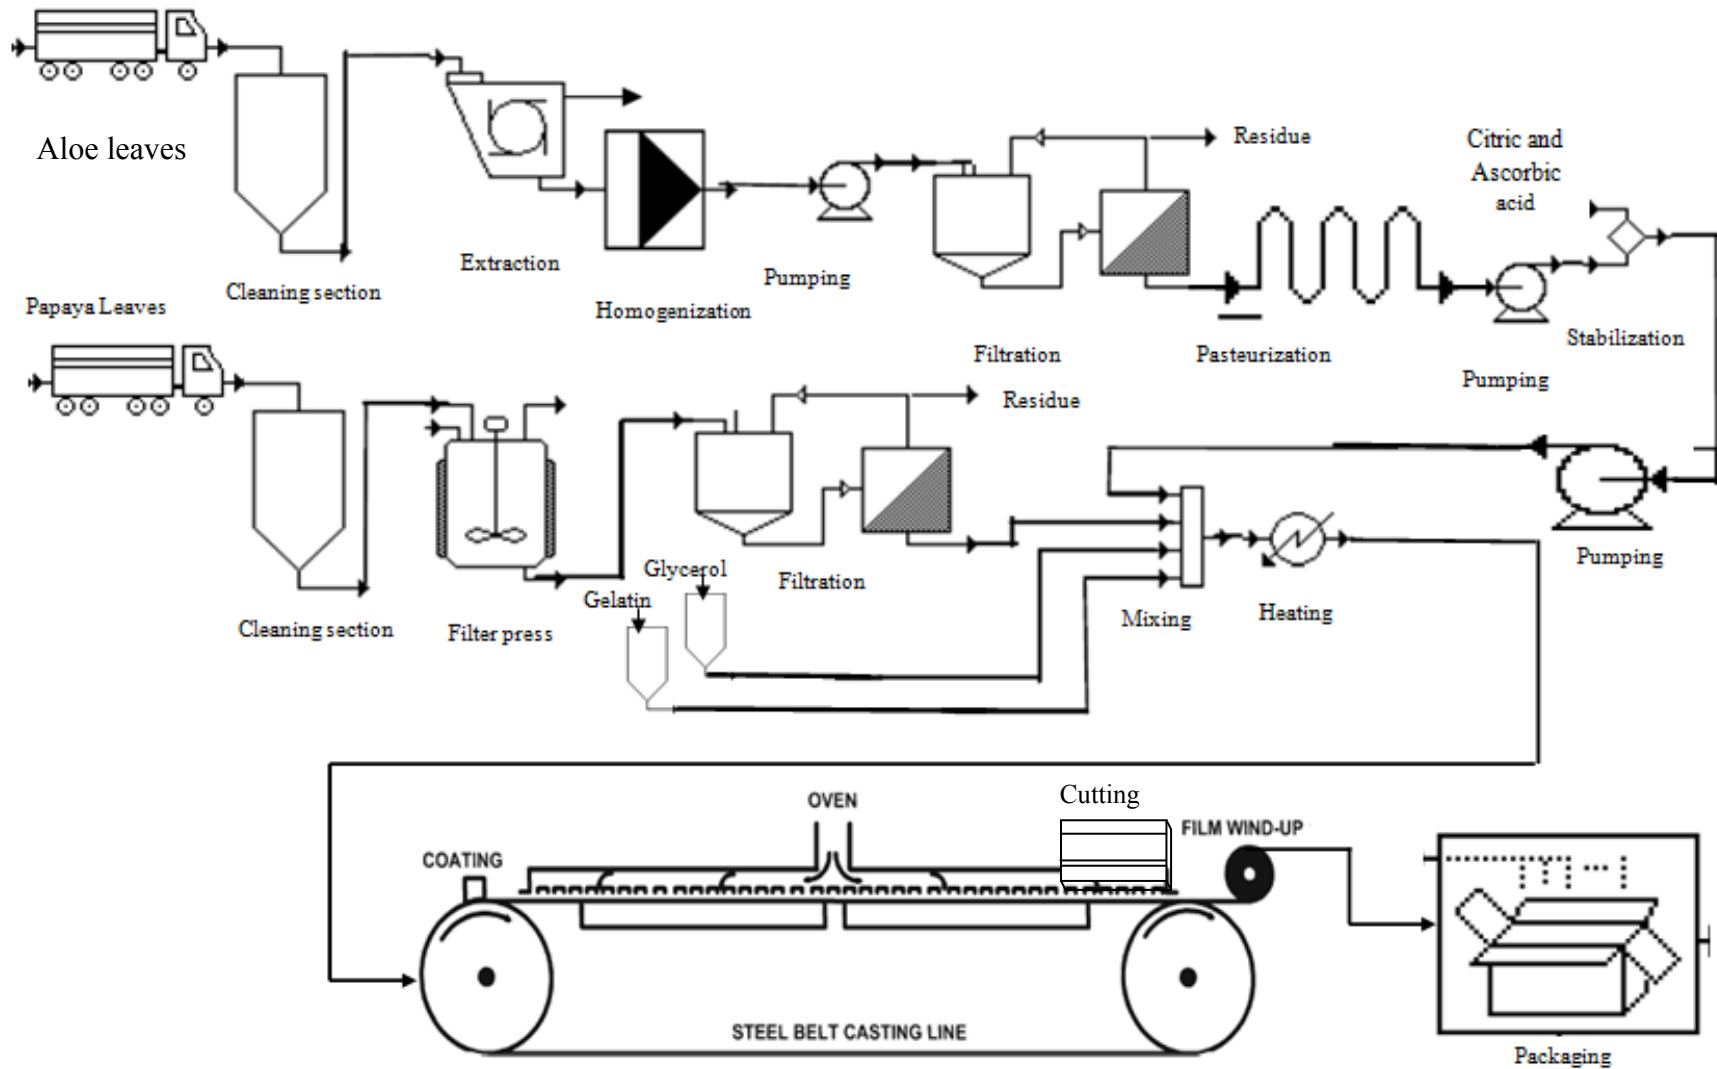 Aloe leaves
Cleaning section
Extraction
Homogenization
Pumping
Filtration
Residue
Pasteurization
Pumping
Citric and
Ascorbic
acid
Stabilization
Papaya Leaves
Cleaning section
Filter press
Filtration
Residue
Glycerol
Gelatin
Mixing
Heating
Pumping
COATING
OVEN
Cutting
FILM WIND-UP
STEEL BELT CASTING LINE
Packaging